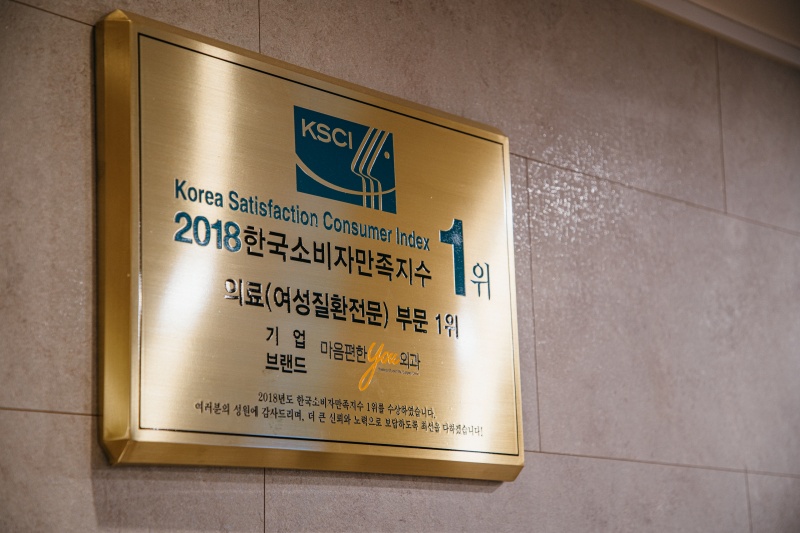 KSCI
Korea Satisfaction Consumer Index
2018한국소비자만족지수 1위
의료(여성질환전문) 부문 1위
기 업
브랜드
마음편한you외과
2018년도 한국소비자만족지수 1위를 수상하였습니다.
여러분의 성원에 감사드리며, 더 큰 신뢰와 노력으로 보답하도록 최선을 다하겠습니다!